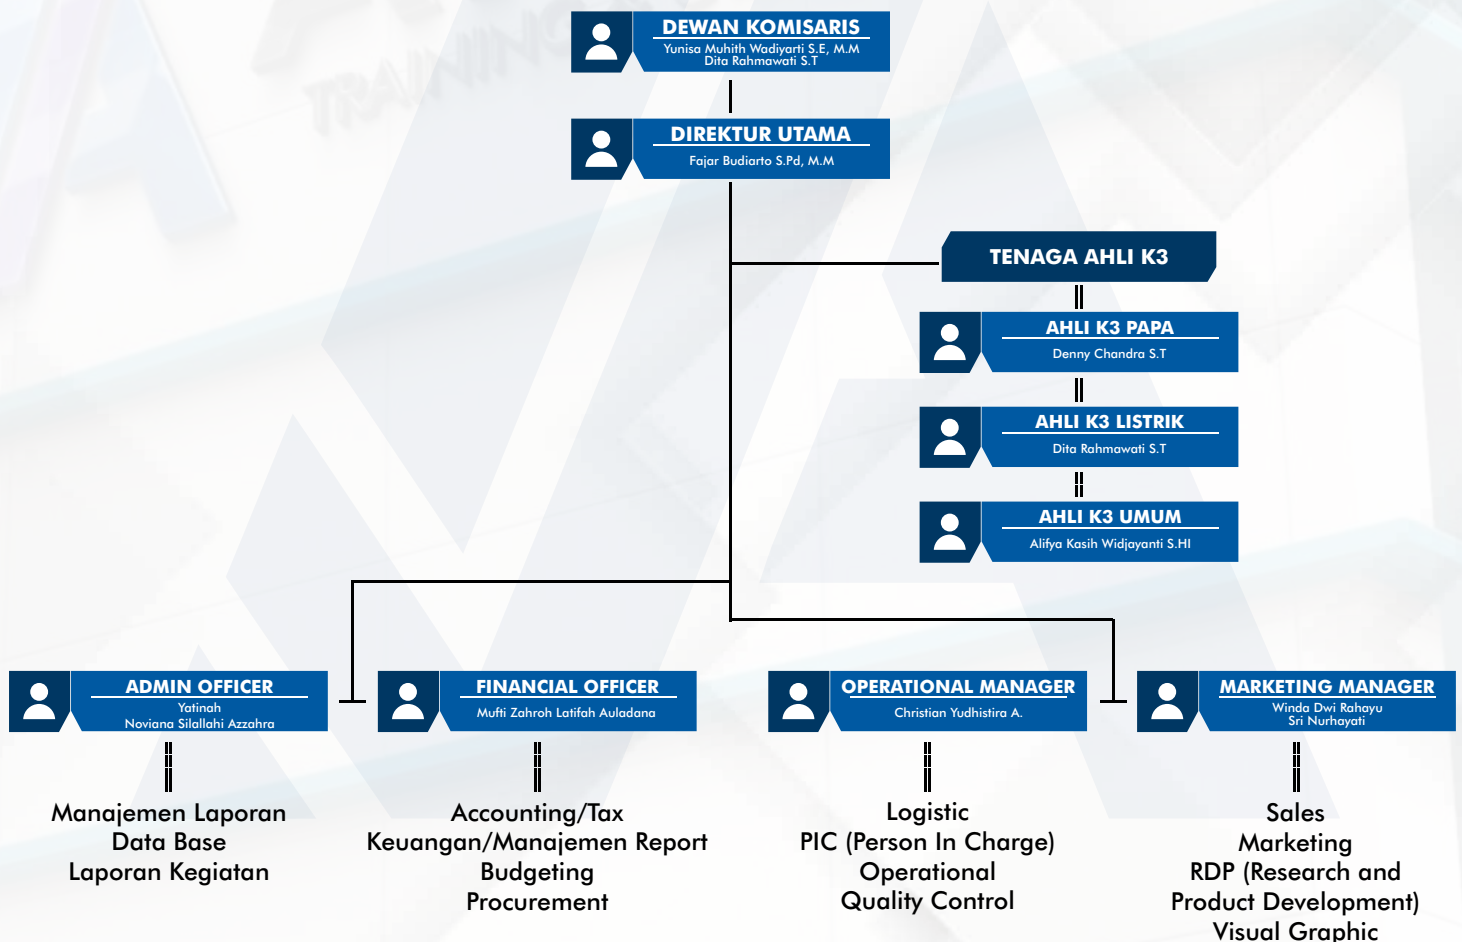 TRAINING
DEWAN KOMISARIS
Yunisa Muhith Wadiyarti S.E, M.M
Dita Rahmawati S.T
DIREKTUR UTAMA
Fajar Budiarto S.Pd, M.M
TENAGA AHLI K3
AHLI K3 PAPA
Denny Chandra S.T
AHLI K3 LISTRIK
Dita Rahmawati S.T
AHLI K3 UMUM
Alifya Kasih Widjayanti S.HI
ADMIN OFFICER
Yatinah
Noviana Silallahi Azzahra
Manajemen Laporan
Data Base
Laporan Kegiatan
FINANCIAL OFFICER
Mufti Zahroh Latifah Auladana
Accounting/Tax
Keuangan/Manajemen Report
Budgeting
Procurement
OPERATIONAL MANAGER
Christian Yudhistira A.
Logistic
PIC (Person In Charge)
Operational
Quality Control
MARKETING MANAGER
Winda Dwi Rahayu
Sri Nurhayati
Sales
Marketing
RDP (Research and
Product Development)
Visual Graphic